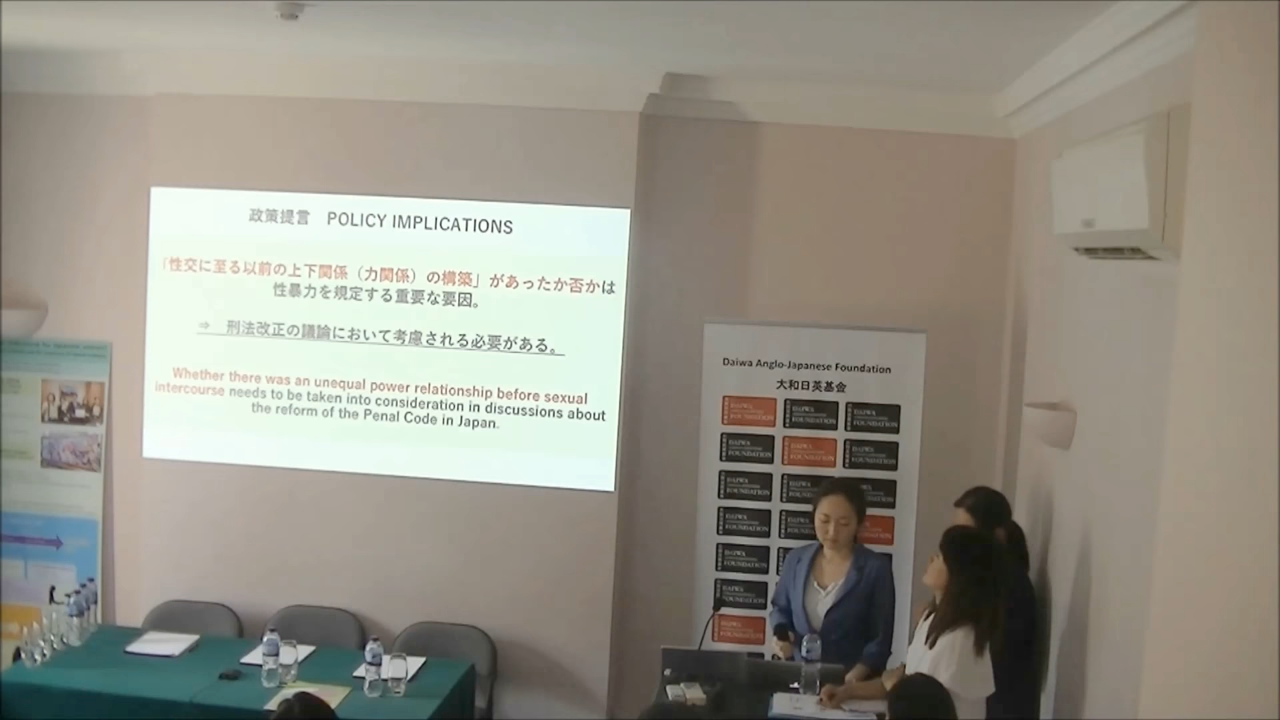 政策提言 POLICY IMPLICATIONS
「性交に至る以前の上下関係（力関係）の構築」があったか否かは
性暴力を規定する重要な要因。
⇒ 刑法改正の議論において考慮される必要がある。
Whether there was an unequal power relationship before sexual
intercourse needs to be taken into consideration in discussions about
the reform of the Penal Code in Japan.
Daiwa Anglo-Japanese Foundation
大和日英基金
DAIWA
FOUNDATION